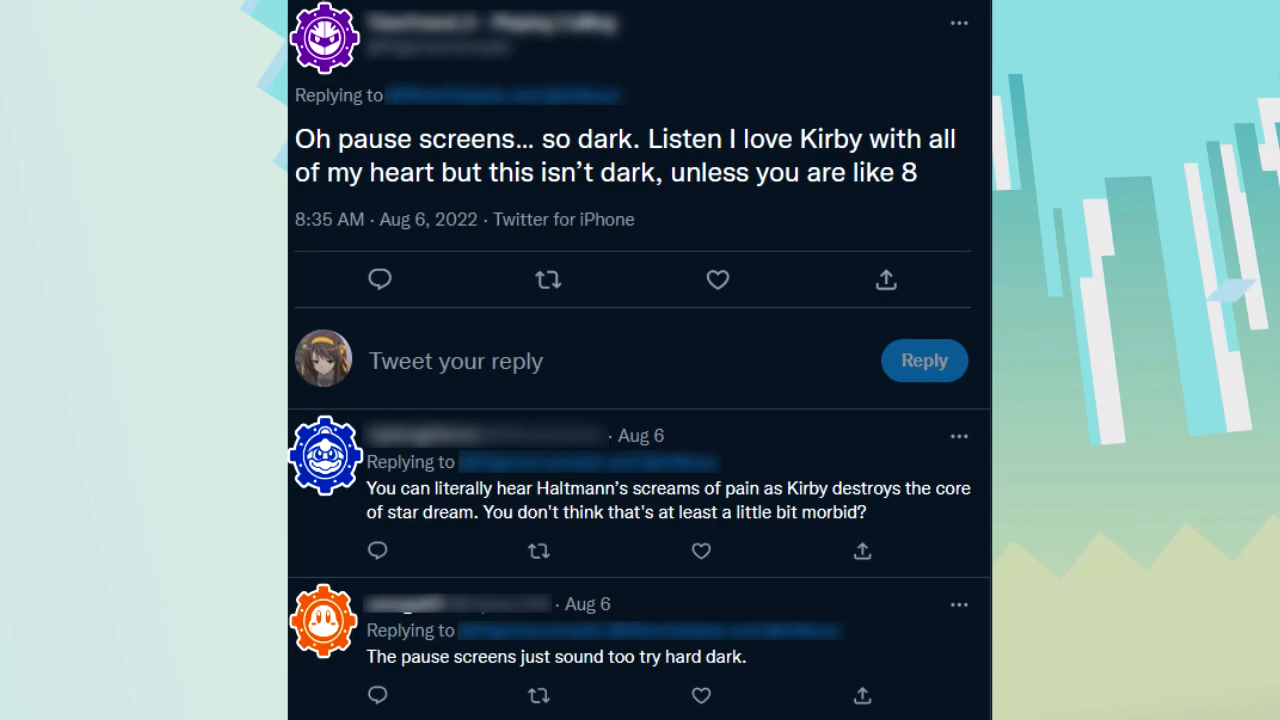 Replying to
Oh pause screens... so dark. Listen I love Kirby with all
of my heart but this isn’t dark, unless you are like 8
8:35 AM · Aug 6, 2022 · Twitter for iPhone
Tweet your reply
Reply
· Aug 6
Replying to
You can literally hear Haltmann’s screams of pain as Kirby destroys the core
of star dream. You don't think that's at least a little bit morbid?
· Aug 6
Replying to
The pause screens just sound too try hard dark.